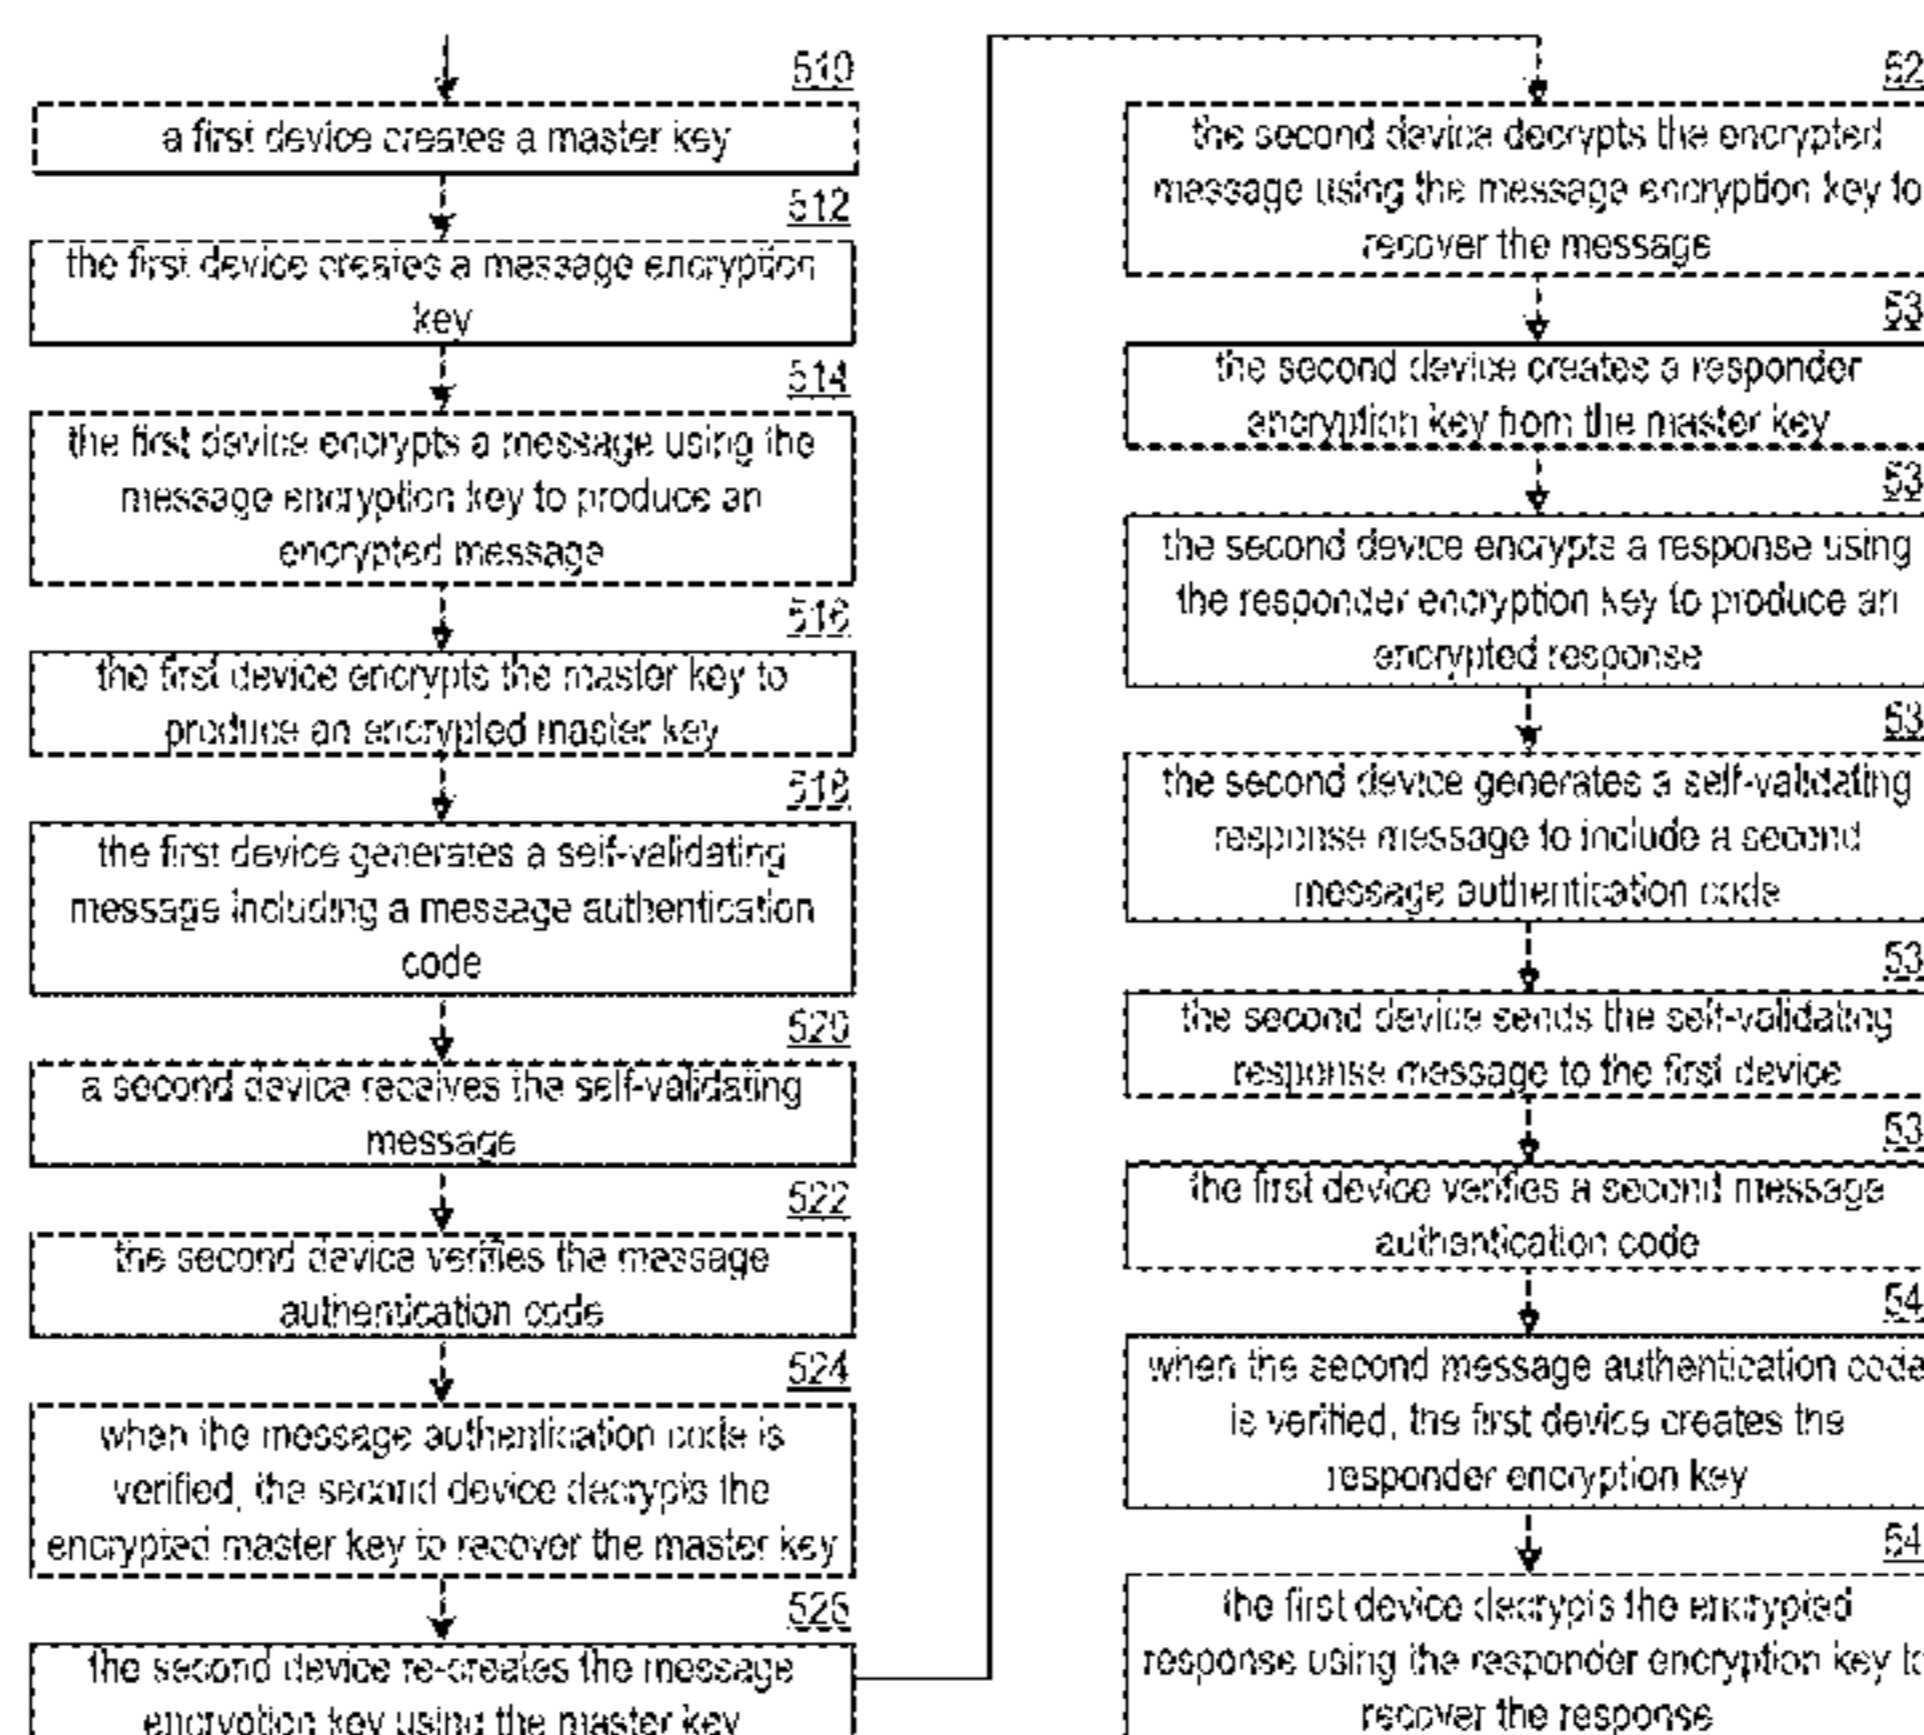 510
a first device creates a master key
512
the first device creates a message encryption
key
514
the first device encrypts a message using the
message encryption key to produce an
encrypted message
516
the first device encrypts the master key to
produce an encrypted master key
518
the first device generates a self-validating
message including a message authentication
code
520
a second device receives the self-validating
message
522
the second device verifies the message
authentication code
524
when the message authentication code is
verified, the second device decrypts the
encrypted master key to recover the master key
526
the second device re-creates the message
encryption key using the master key
52
the second device decrypts the encrypted
message using the message encryption key to
recover the message
53
the second device creates a responder
encryption key from the master key
53
the second device encrypts a response using
the responder encryption key to produce an
encrypted response
53
the second device generates a self-validating
response message to include a second
message authentication code
53
the second device sends the self-validating
response message to the first device
53
the first device verifies a second message
authentication code
54
when the second message authentication code
is verified, the first device creates the
responder encryption key
54
the first device decrypts the encrypted
response using the responder encryption key to
recover the response